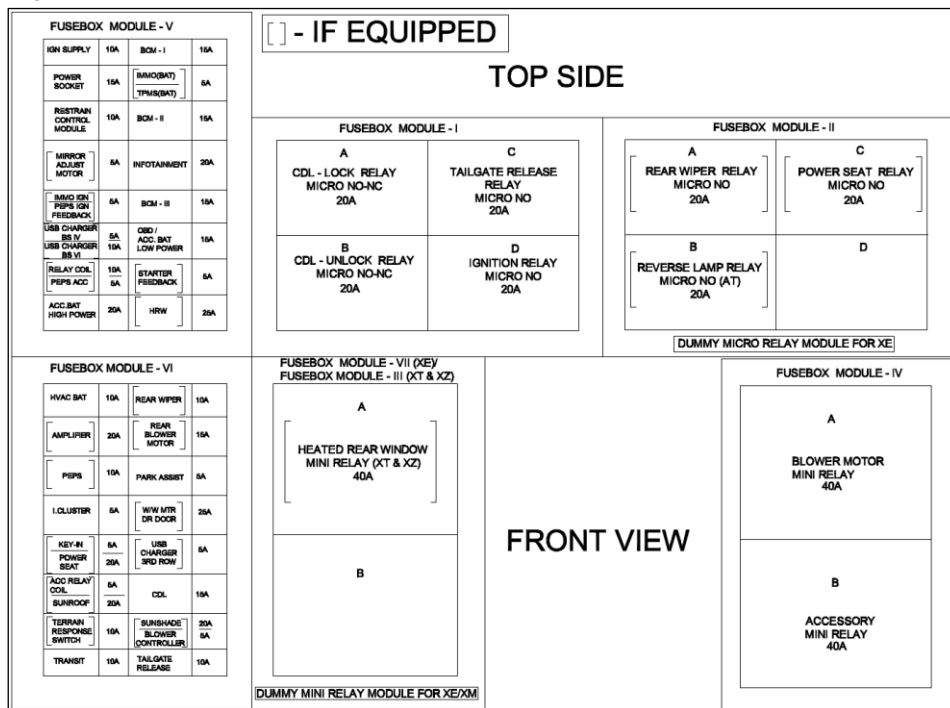 FUSEBOX MODULE - V
IGN SUPPLY 10A BCM - I 15A
POWER SOCKET 15A [IMMO(BAT) / TPMS(BAT)] 5A
RESTRAIN CONTROL MODULE 10A BCM - II 15A
[MIRROR ADJUST MOTOR] 5A INFOTAINMENT 20A
[IMMO IGN / PEPS IGN FEEDBACK] 5A BCM - III 15A
USB CHARGER BS IV 5A
USB CHARGER BS VI 10A
OBD / ACC. BAT LOW POWER 15A
[RELAY COIL 10A
PEPS ACC] 5A
[STARTER FEEDBACK] 5A
ACC.BAT HIGH POWER 20A [HRW] 25A
[ ] - IF EQUIPPED
TOP SIDE
FUSEBOX MODULE - I
A
CDL - LOCK RELAY
MICRO NO-NC
20A
C
TAILGATE RELEASE
RELAY
MICRO NO
20A
B
CDL - UNLOCK RELAY
MICRO NO-NC
20A
D
IGNITION RELAY
MICRO NO
20A
FUSEBOX MODULE - II
A
[REAR WIPER RELAY
MICRO NO
20A]
C
[POWER SEAT RELAY
MICRO NO
20A]
B
[REVERSE LAMP RELAY
MICRO NO (AT)
20A]
D
DUMMY MICRO RELAY MODULE FOR XE
FUSEBOX MODULE - VI
HVAC BAT 10A [REAR WIPER] 10A
[AMPLIFIER] 20A [REAR BLOWER MOTOR] 15A
[PEPS] 10A PARK ASSIST 5A
I.CLUSTER 5A [W/W MTR DR DOOR] 25A
[KEY-IN 5A
POWER SEAT] 20A
[USB CHARGER 3RD ROW] 5A
[ACC RELAY COIL 5A
SUNROOF] 20A
CDL 15A
[TERRAIN RESPONSE SWITCH] 10A
[SUNSHADE 20A
BLOWER CONTROLLER] 5A
TRANSIT 10A TAILGATE RELEASE 10A
FUSEBOX MODULE - VII (XE)/
FUSEBOX MODULE - III (XT & XZ)
A
[HEATED REAR WINDOW
MINI RELAY (XT & XZ)
40A]
B
DUMMY MINI RELAY MODULE FOR XE/XM
FRONT VIEW
FUSEBOX MODULE - IV
A
BLOWER MOTOR
MINI RELAY
40A
B
ACCESSORY
MINI RELAY
40A